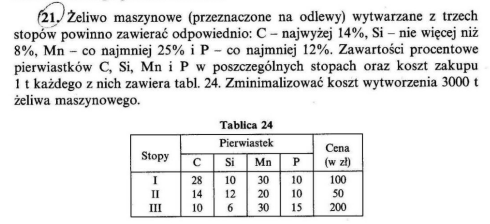 21. Żeliwo maszynowe (przeznaczone na odlewy) wytwarzane z trzech
stopów powinno zawierać odpowiednio: C – najwyżej 14%, Si – nie więcej niż
8%, Mn – co najmniej 25% i P – co najmniej 12%. Zawartości procentowe
pierwiastków C, Si, Mn i P w poszczególnych stopach oraz koszt zakupu
1 t każdego z nich zawiera tabl. 24. Zminimalizować koszt wytworzenia 3000 t
żeliwa maszynowego.
Tablica 24
Stopy Pierwiastek Cena (w zł)
C Si Mn P
I 28 10 30 10 100
II 14 12 20 10 50
III 10 6 30 15 200